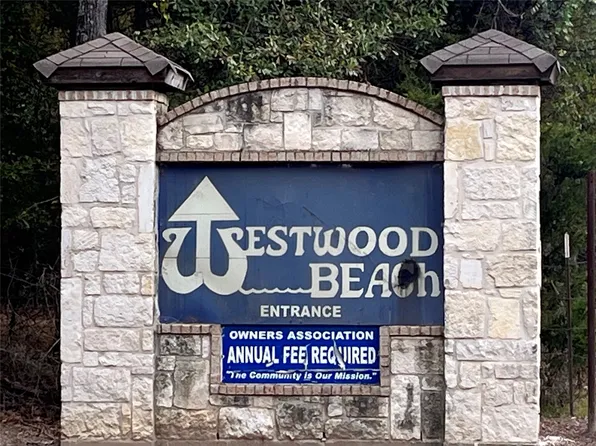 WESTWOOD
BEACH
ENTRANCE
OWNERS ASSOCIATION
ANNUAL FEE REQUIRED
"The Community is Our Mission."